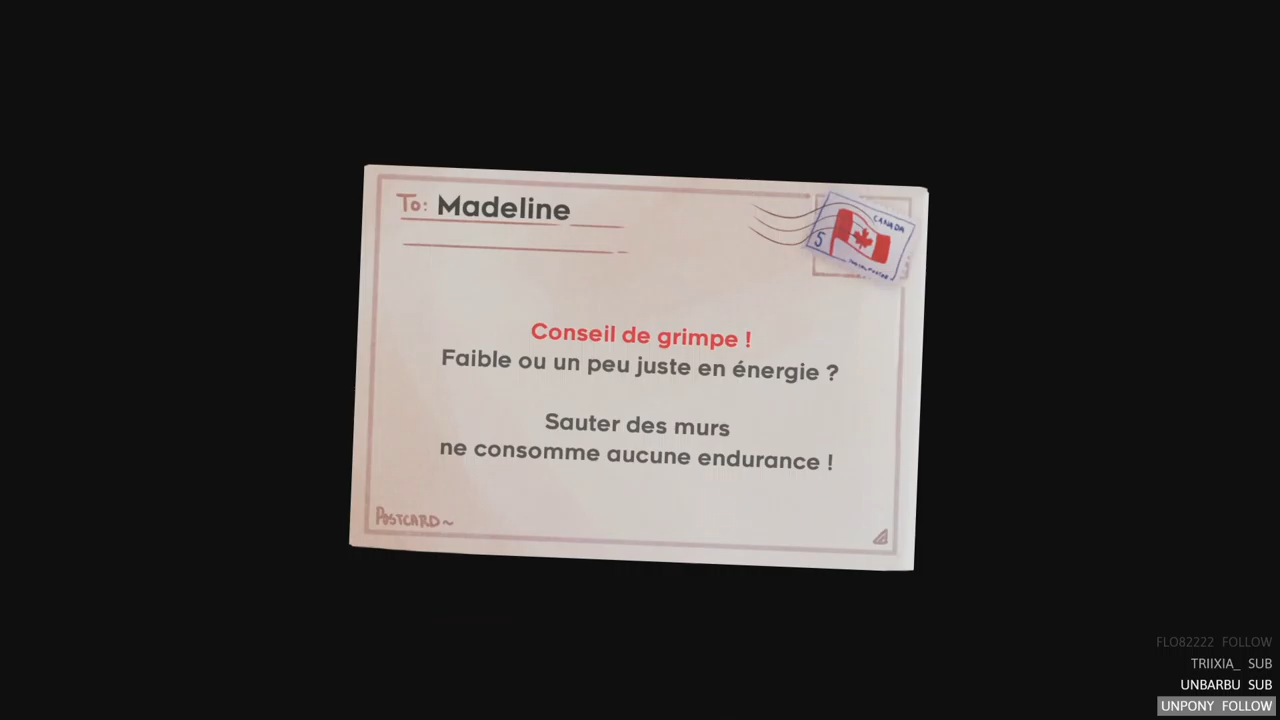 To: Madeline
CANADA
5
Conseil de grimpe !
Faible ou un peu juste en énergie ?
Sauter des murs
ne consomme aucune endurance !
POSTCARD~
FLO82222 FOLLOW
TRIIXIA_ SUB
UNBARBU SUB
UNPONY FOLLOW